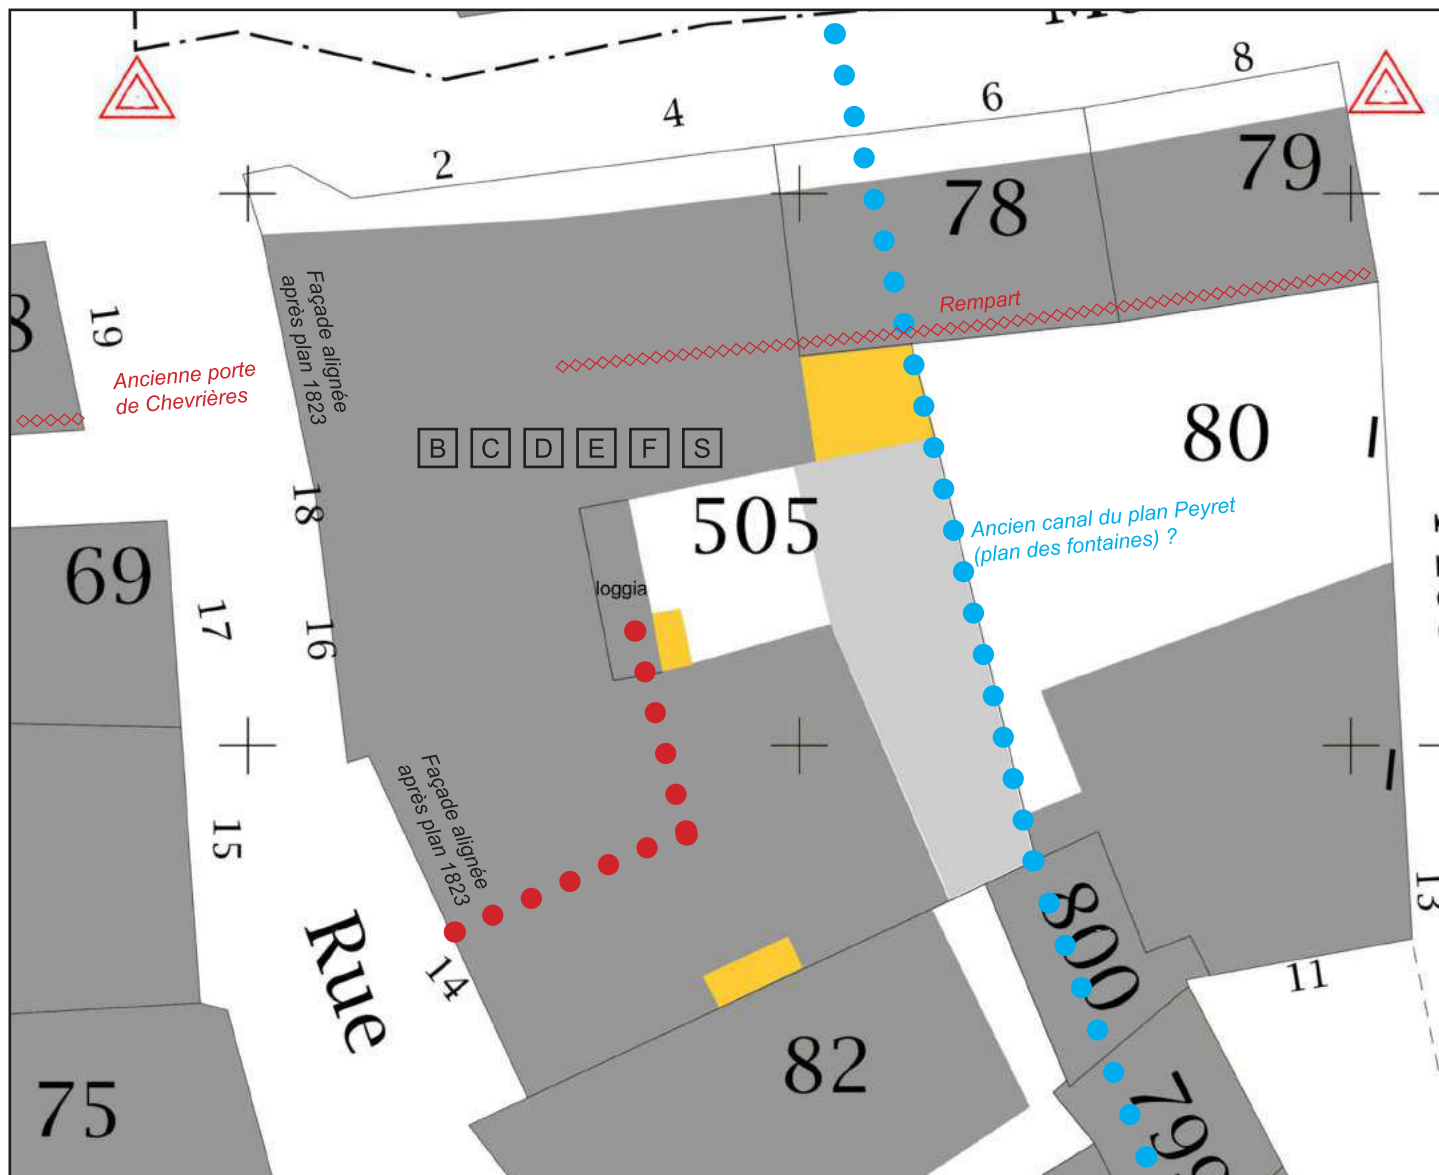 8
6
4
2
79
78
Rempart
Façade alignée
après plan 1823
8
19
Ancienne porte
de Chevrières
80
B C D E F S
505
18
Ancien canal du plan Peyret
(plan des fontaines) ?
69
loggia
17
16
Façade alignée
après plan 1823
15
13
800
Rue
14
11
82
75
799